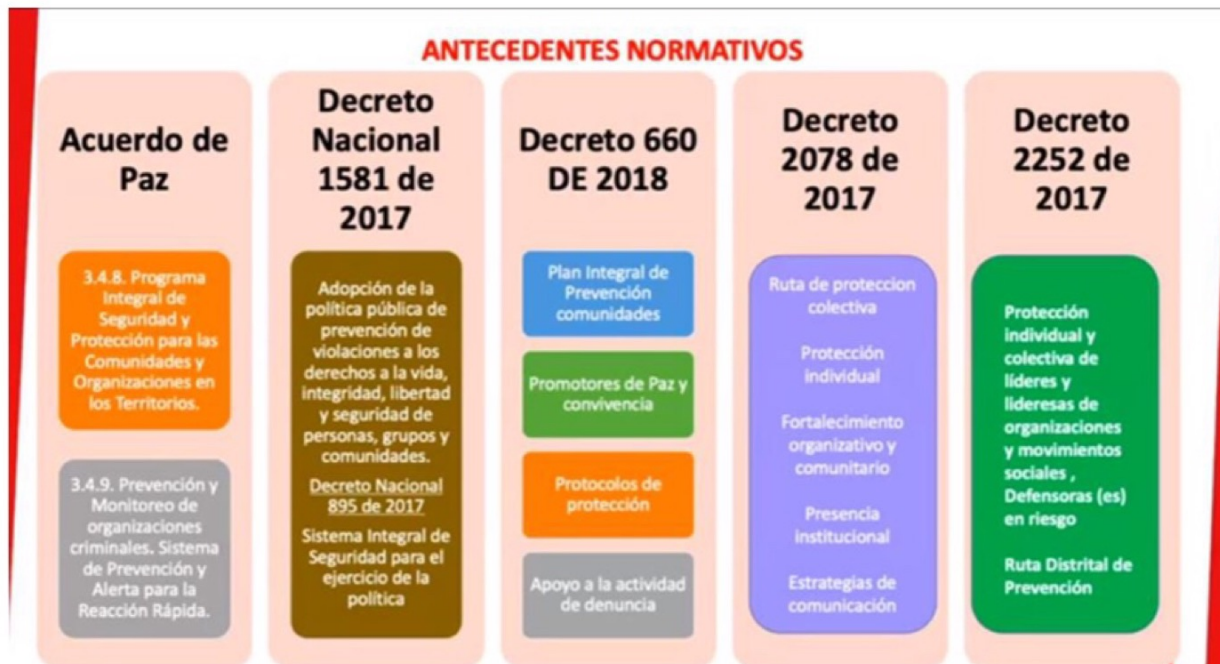 ANTECEDENTES NORMATIVOS
Acuerdo de
Paz
3.4.8. Programa
Integral de
Seguridad y
Protección para las
Comunidades y
Organizaciones en
los Territorios.
3.4.9. Prevención y
Monitoreo de
organizaciones
criminales. Sistema
de Prevención y
Alerta para la
Reacción Rápida.
Decreto
Nacional
1581 de
2017
Adopción de la
política pública de
prevención de
violaciones a los
derechos a la vida,
integridad, libertad
y seguridad de
personas, grupos y
comunidades.
Decreto Nacional
895 de 2017
Sistema Integral de
Seguridad para el
ejercicio de la
política
Decreto 660
DE 2018
Plan Integral de
Prevención
comunidades
Promotores de Paz y
convivencia
Protocolos de
protección
Apoyo a la actividad
de denuncia
Decreto
2078 de
2017
Ruta de proteccion
colectiva
Protección
individual
Fortalecimiento
organizativo y
comunitario
Presencia
institucional
Estrategias de
comunicación
Decreto
2252 de
2017
Protección
individual y
colectiva de
líderes y
lideresas de
organizaciones
y movimientos
sociales ,
Defensoras (es)
en riesgo
Ruta Distrital de
Prevención